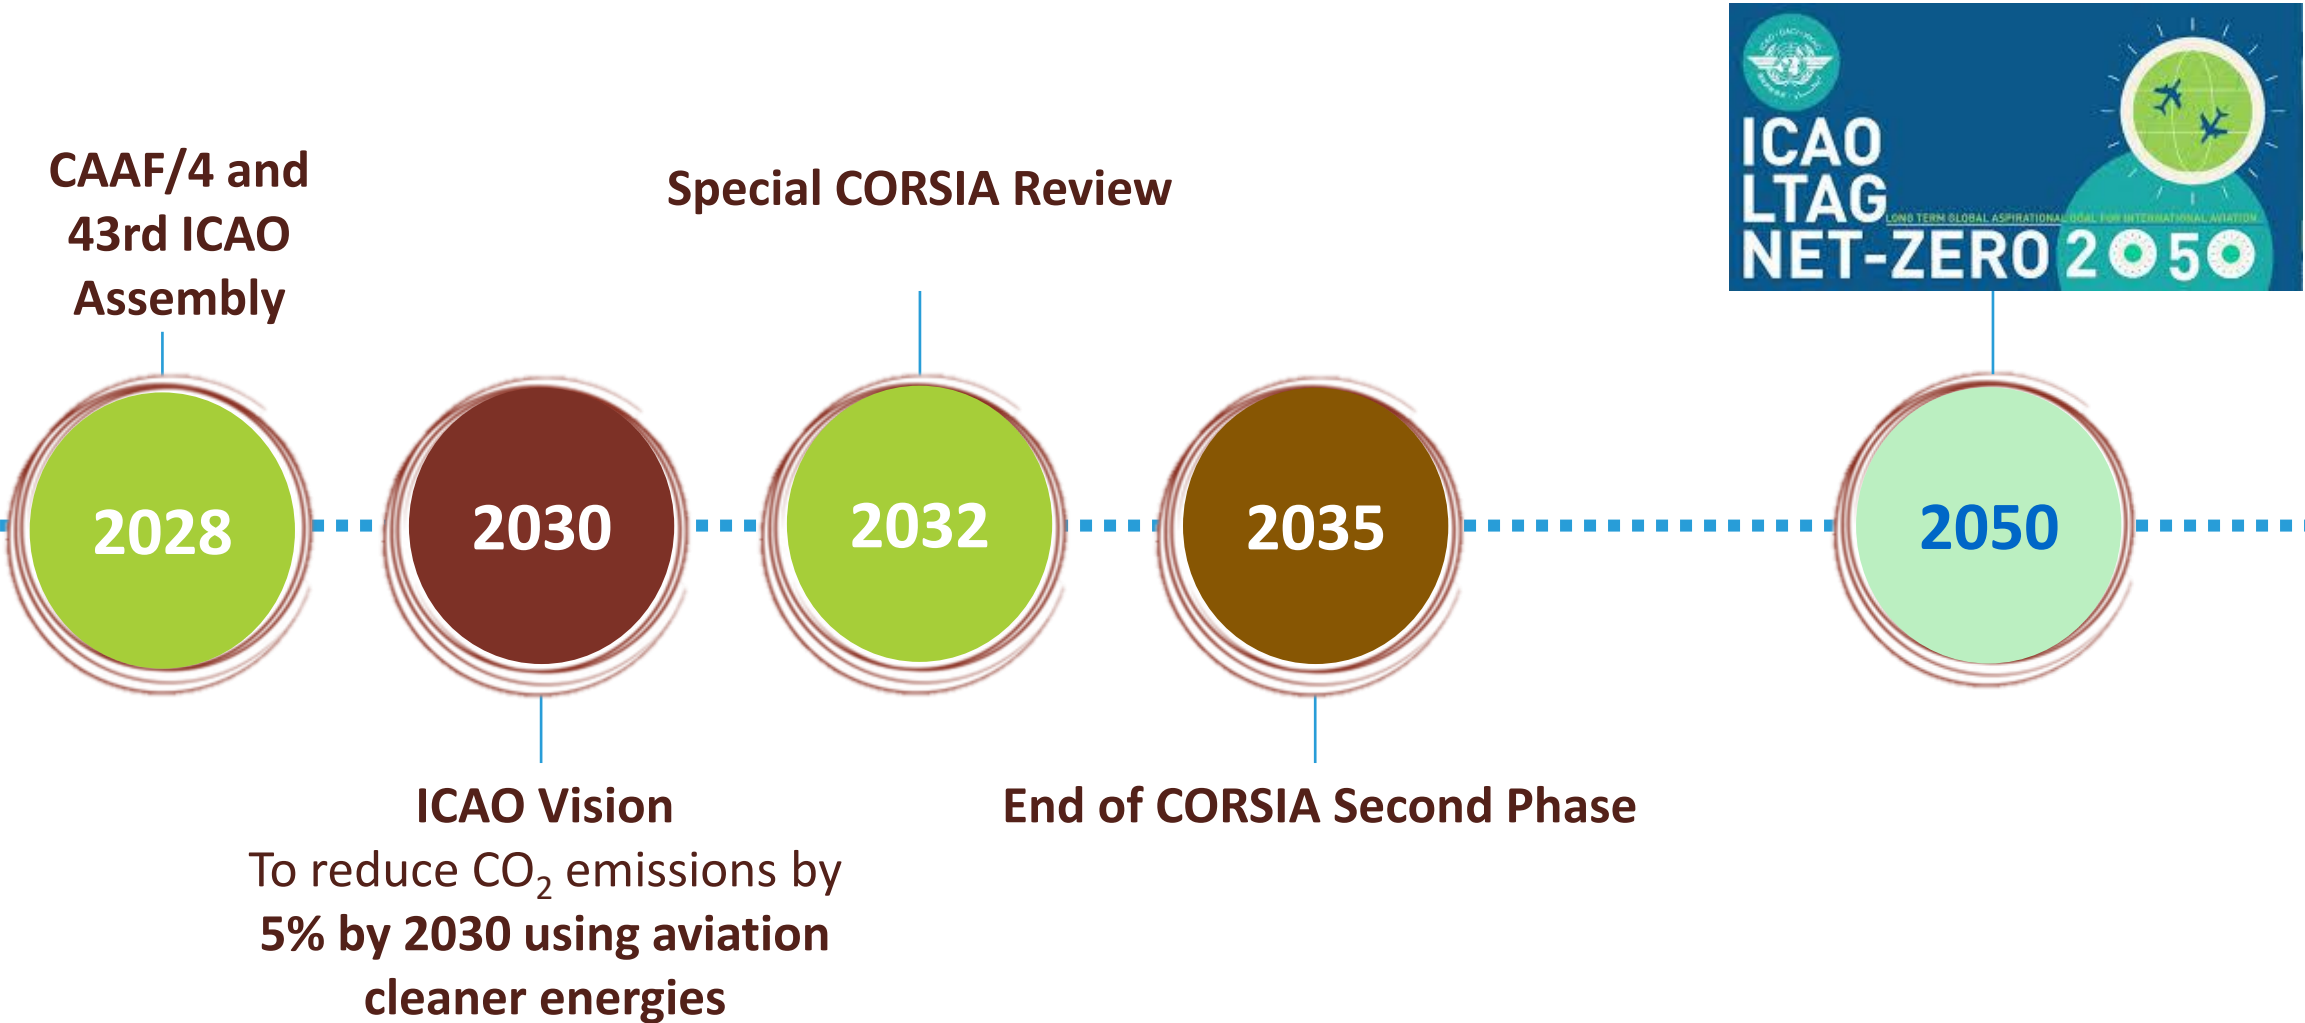 CAAF/4 and
43rd ICAO
Assembly
Special CORSIA Review
ICAO
LTAG
LONG TERM GLOBAL ASPIRATIONAL GOAL FOR INTERNATIONAL AVIATION
NET-ZERO 2050
2028
2030
2032
2035
2050
ICAO Vision
To reduce CO₂ emissions by
5% by 2030 using aviation
cleaner energies
End of CORSIA Second Phase